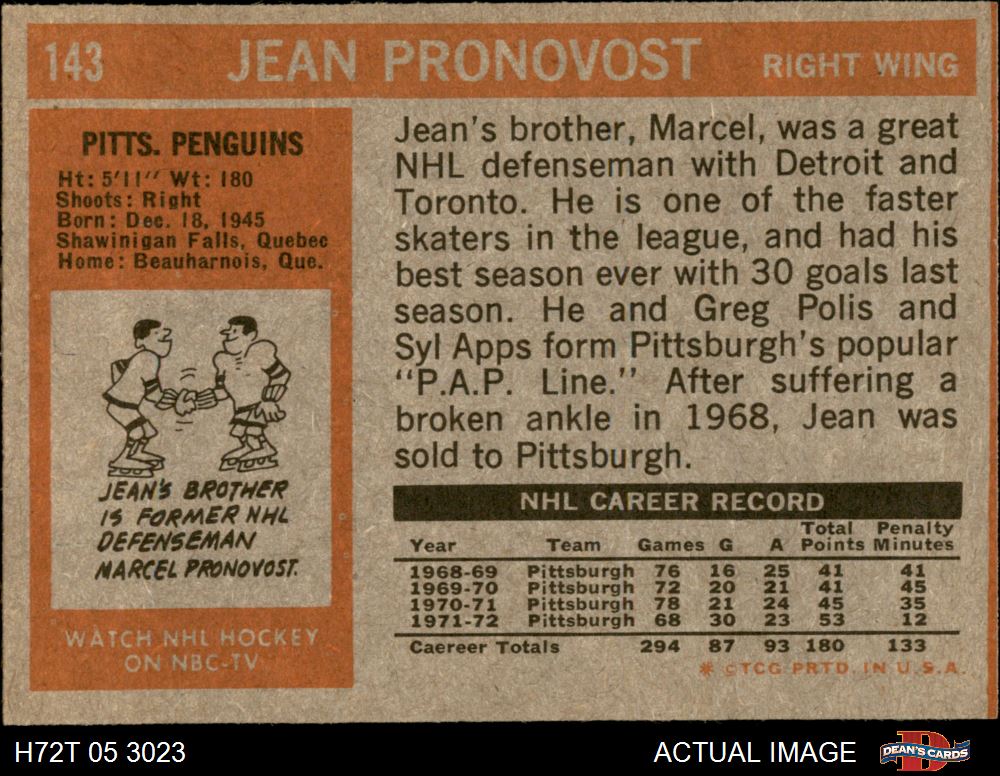 143 JEAN PRONOVOST RIGHT WING
PITTS. PENGUINS
Ht: 5'11" Wt: 180
Shoots: Right
Born: Dec. 18, 1945
Shawinigan Falls, Quebec
Home: Beauharnois, Que.
JEAN'S BROTHER
IS FORMER NHL
DEFENSEMAN
MARCEL PRONOVOST.
WATCH NHL HOCKEY
ON NBC-TV
Jean's brother, Marcel, was a great
NHL defenseman with Detroit and
Toronto. He is one of the faster
skaters in the league, and had his
best season ever with 30 goals last
season. He and Greg Polis and
Syl Apps form Pittsburgh's popular
"P.A.P. Line." After suffering a
broken ankle in 1968, Jean was
sold to Pittsburgh.
NHL CAREER RECORD
Year Team Games G A Total Points Penalty Minutes
1968-69 Pittsburgh 76 16 25 41 41
1969-70 Pittsburgh 72 20 21 41 45
1970-71 Pittsburgh 78 21 24 45 35
1971-72 Pittsburgh 68 30 23 53 12
Caereer Totals 294 87 93 180 133
* ©TCG PRTD. IN U.S.A.
H72T 05 3023 ACTUAL IMAGE DEAN'S CARDS